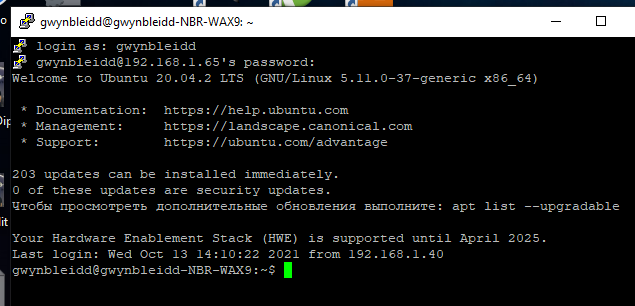 gwynbleidd@gwynbleidd-NBR-WAX9: ~
login as: gwynbleidd
gwynbleidd@192.168.1.65's password:
Welcome to Ubuntu 20.04.2 LTS (GNU/Linux 5.11.0-37-generic x86_64)
* Documentation:  https://help.ubuntu.com
* Management:     https://landscape.canonical.com
* Support:        https://ubuntu.com/advantage
203 updates can be installed immediately.
0 of these updates are security updates.
Чтобы просмотреть дополнительные обновления выполните: apt list --upgradable
Your Hardware Enablement Stack (HWE) is supported until April 2025.
Last login: Wed Oct 13 14:10:22 2021 from 192.168.1.40
gwynbleidd@gwynbleidd-NBR-WAX9:~$